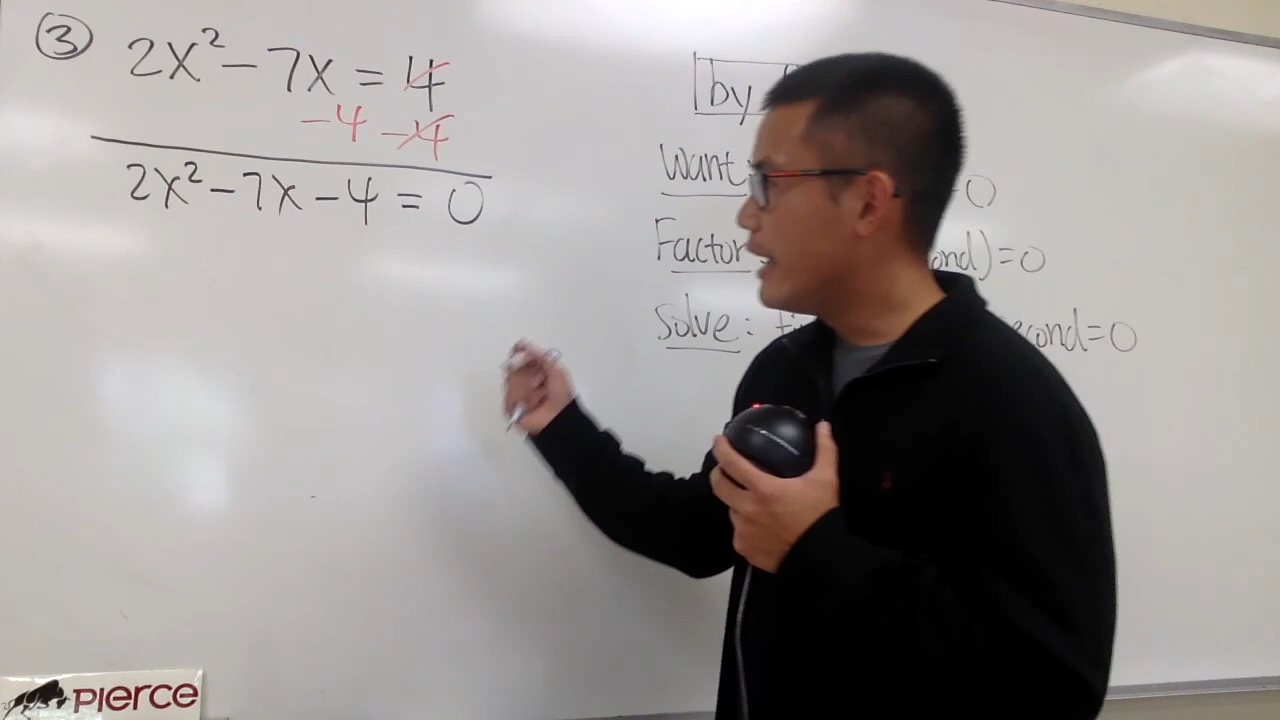 ③ 2x² - 7x = 4
-4 -4
2x² - 7x - 4 = 0
by
Want
0
Factor
ond) = 0
Solve: econd = 0
PIERCE